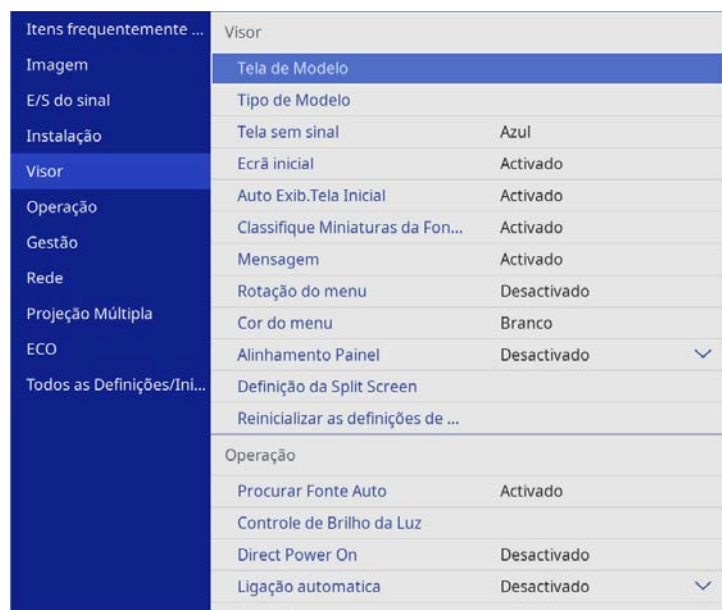 Itens frequentemente ...
Imagem
E/S do sinal
Instalação
Visor
Operação
Gestão
Rede
Projeção Múltipla
ECO
Todos as Definições/Ini...
Visor
Tela de Modelo
Tipo de Modelo
Tela sem sinal Azul
Ecrã inicial Activado
Auto Exib.Tela Inicial Activado
Classifique Miniaturas da Fon... Activado
Mensagem Activado
Rotação do menu Desactivado
Cor do menu Branco
Alinhamento Painel Desactivado
Definição da Split Screen
Reinicializar as definições de ...
Operação
Procurar Fonte Auto Activado
Controle de Brilho da Luz
Direct Power On Desactivado
Ligação automatica Desactivado